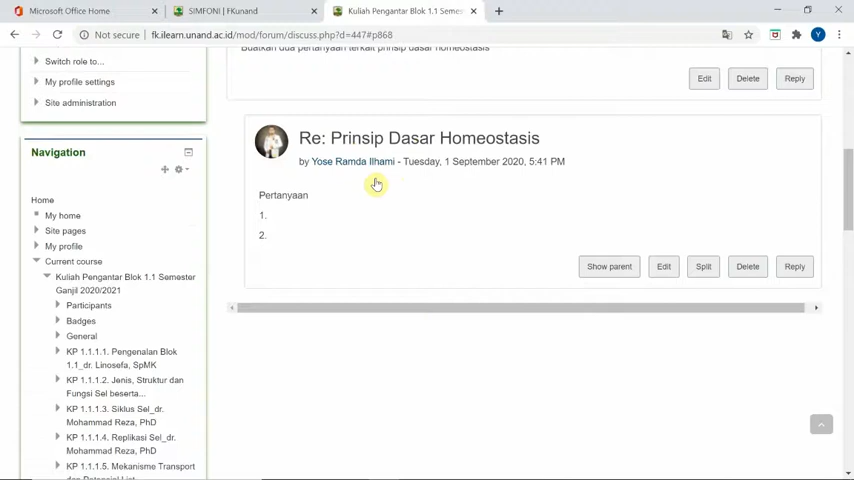 Microsoft Office Home
SIMFONI | FKunand
Kuliah Pengantar Blok 1.1 Semes
Not secure | fk.ilearn.unand.ac.id/mod/forum/discuss.php?d=447#p868
Y
Buatkan dua pertanyaan terkait prinsip dasar homeostasis
Edit
Delete
Reply
Switch role to...
My profile settings
Site administration
Navigation
Home
My home
Site pages
My profile
Current course
Kuliah Pengantar Blok 1.1 Semester
Ganjil 2020/2021
Participants
Badges
General
KP 1.1.1.1. Pengenalan Blok
1.1_dr. Linosefa, SpMK
KP 1.1.1.2. Jenis, Struktur dan
Fungsi Sel beserta...
KP 1.1.1.3. Siklus Sel_dr.
Mohammad Reza, PhD
KP 1.1.1.4. Replikasi Sel_dr.
Mohammad Reza, PhD
KP 1.1.1.5. Mekanisme Transport
Re: Prinsip Dasar Homeostasis
by Yose Ramda Ilhami - Tuesday, 1 September 2020, 5:41 PM
Pertanyaan
1.
2.
Show parent
Edit
Split
Delete
Reply